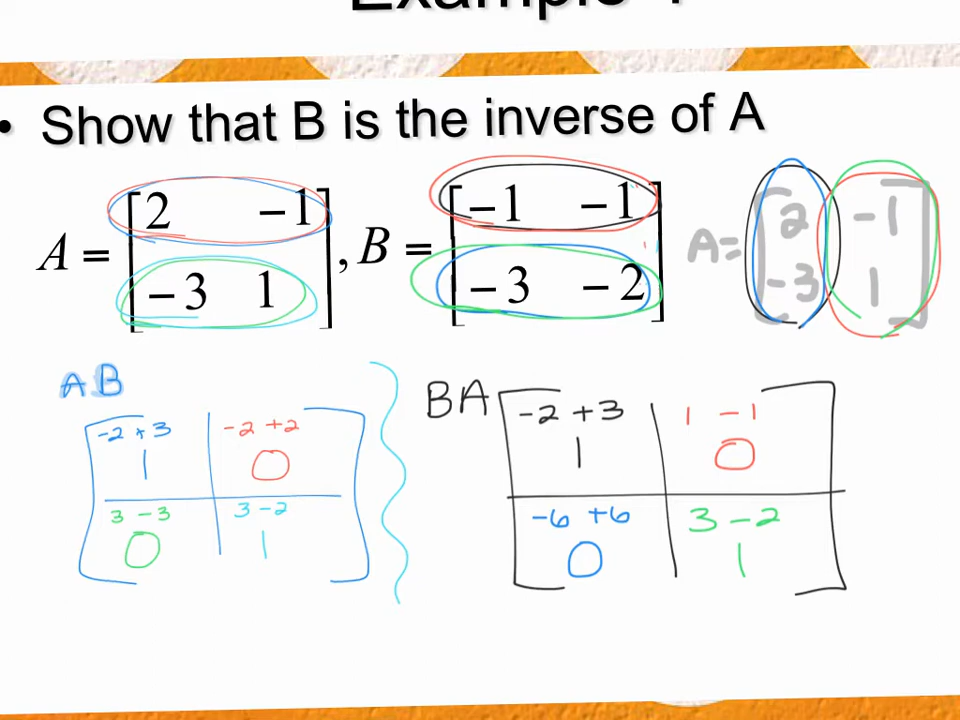 Example 1
• Show that B is the inverse of A
A = [ 2 −1 ; −3 1 ], B = [ −1 −1 ; −3 −2 ] A= [ 2 −1 ; −3 1 ]
AB
BA
-2 +3 -2 +2
1 0
3 -3 3 -2
0 1
-2 +3 1 -1
1 0
-6 +6 3 -2
0 1